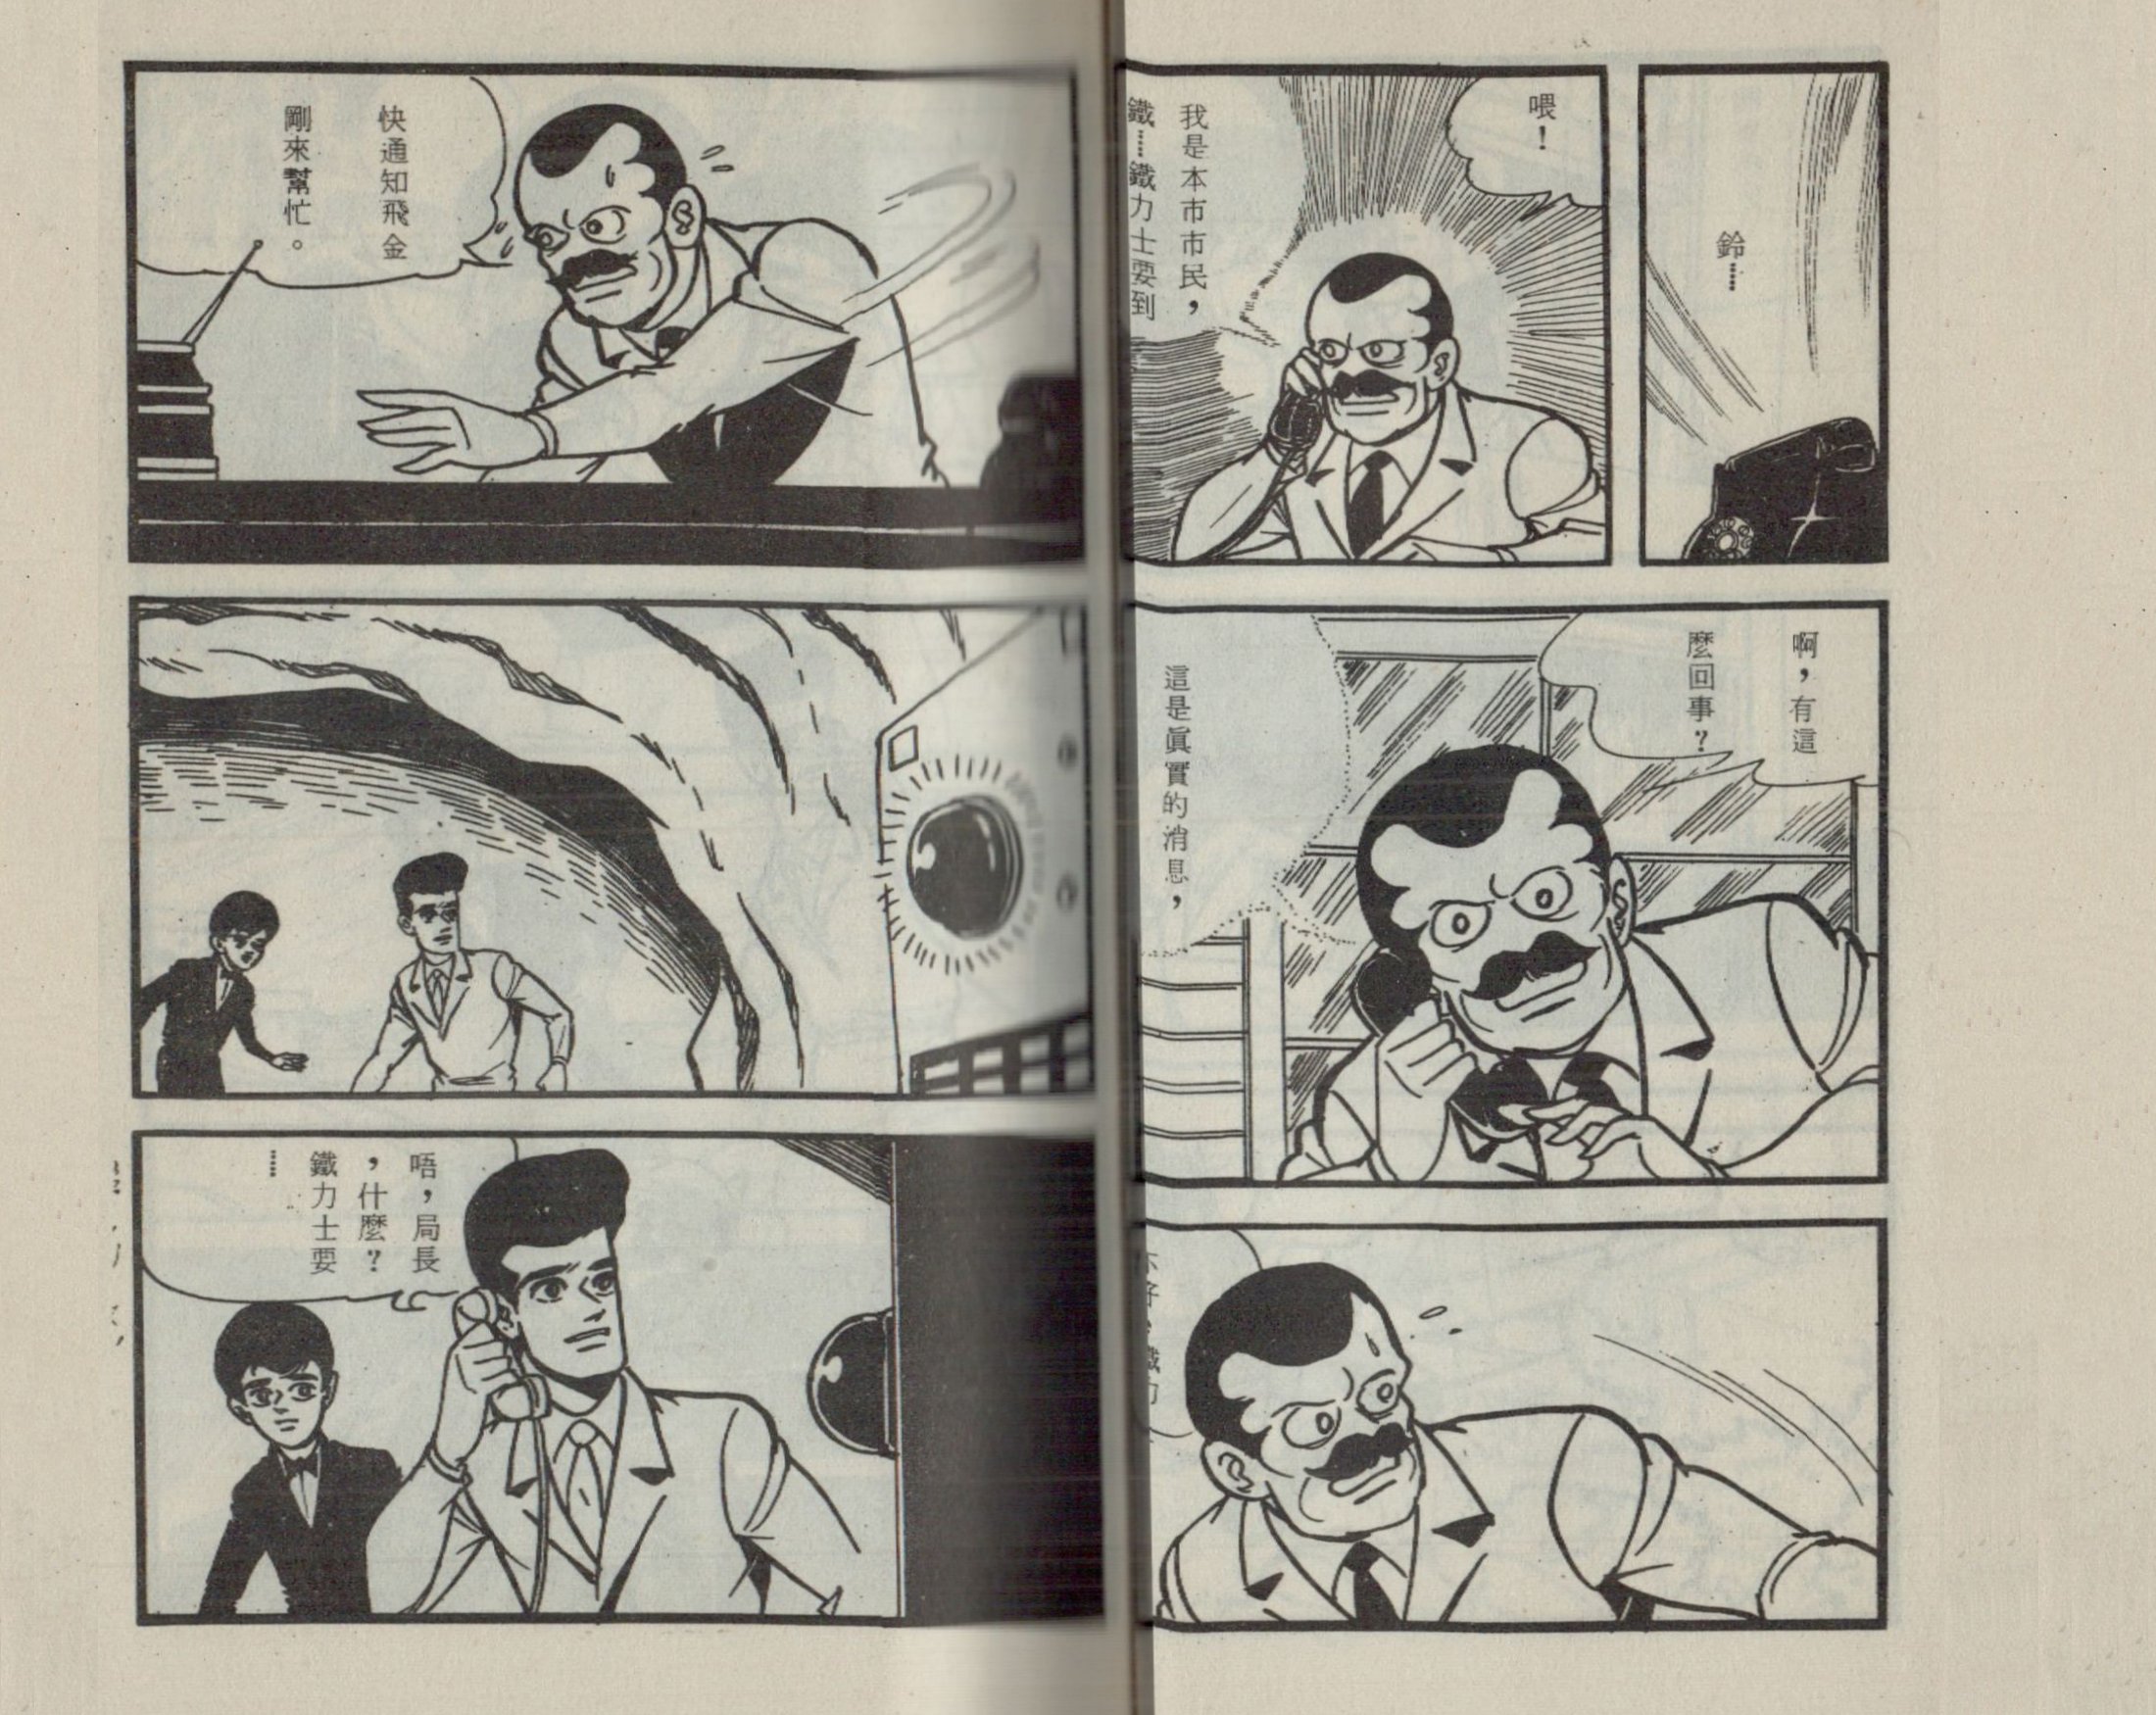 鈴……
喂！
我是本市市民，
鐵……鐵力士要到
啊，有這
麼回事？
這是眞實的消息，
快通知飛金
剛來幫忙。
唔，局長
，什麼？
鐵力士要
……